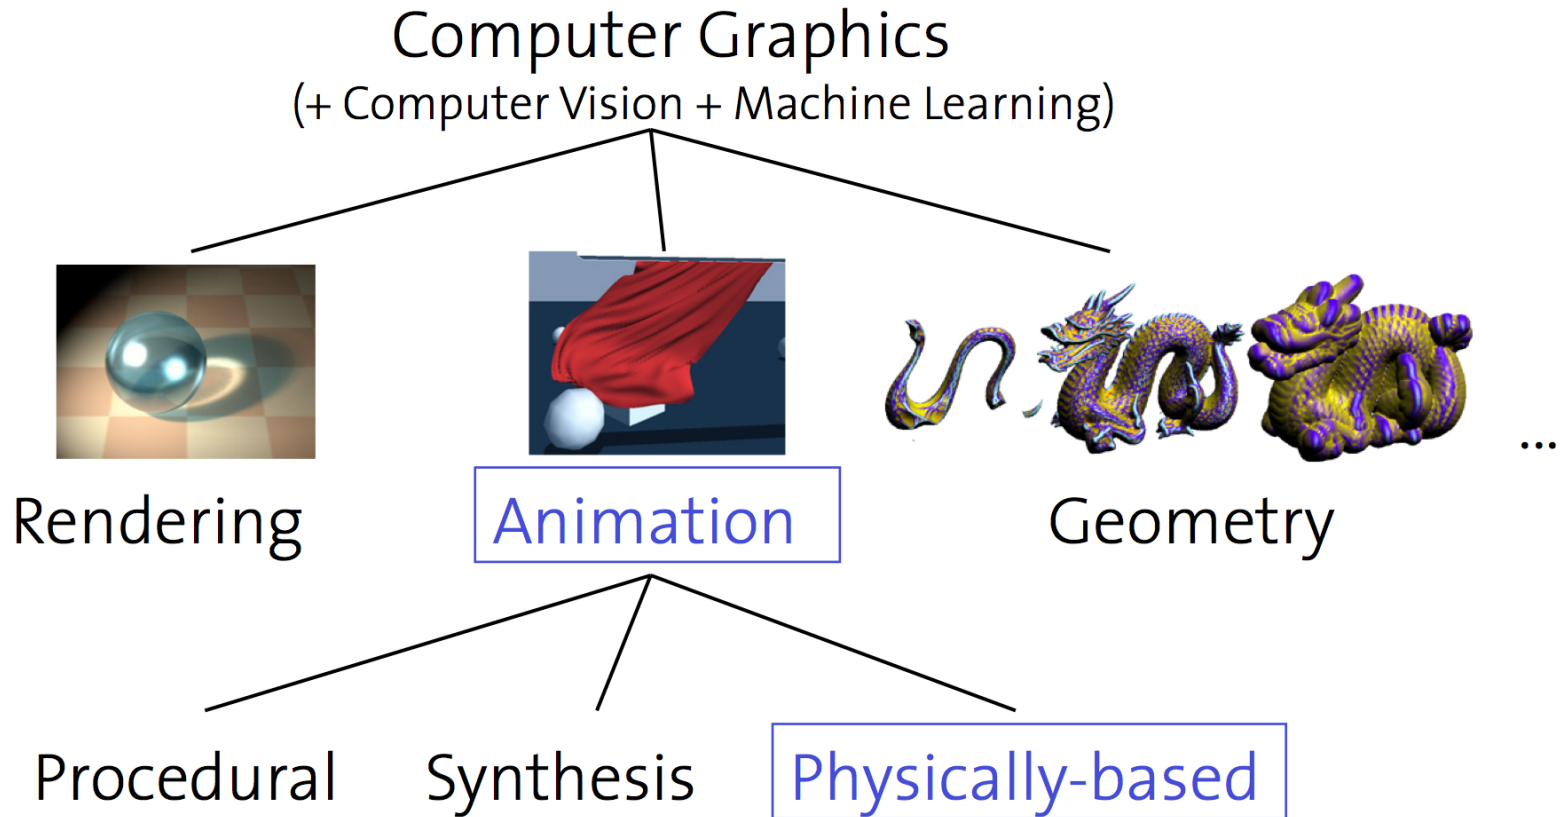 Computer Graphics
(+ Computer Vision + Machine Learning)
...
Rendering
Animation
Geometry
Procedural
Synthesis
Physically-based